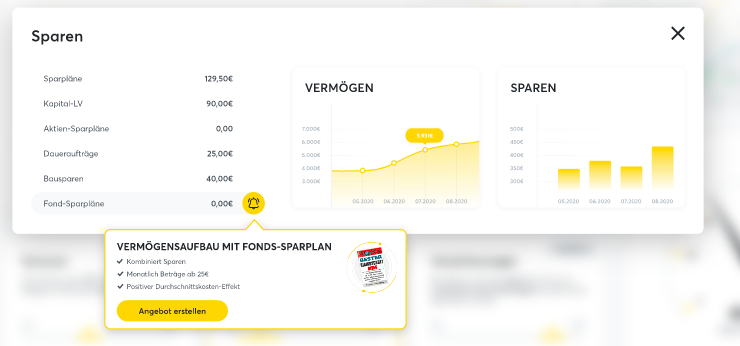 Sparen
Sparpläne 129,50€
Kapital-LV 90,00€
Aktien-Sparpläne 0,00
Daueraufträge 25,00€
Bausparen 40,00€
Fond-Sparpläne 0,00€
VERMÖGEN
7.000€
6.000€
5.000€
4.000€
3.000€
05.2020 06.2020 07.2020 08.2020
SPAREN
500€
450€
400€
350€
300€
05.2020 06.2020 07.2020 08.2020
VERMÖGENSAUFBAU MIT FONDS-SPARPLAN
Kombiniert Sparen
Monatlich Beträge ab 25€
Positiver Durchschnittskosten-Effekt
Angebot erstellen